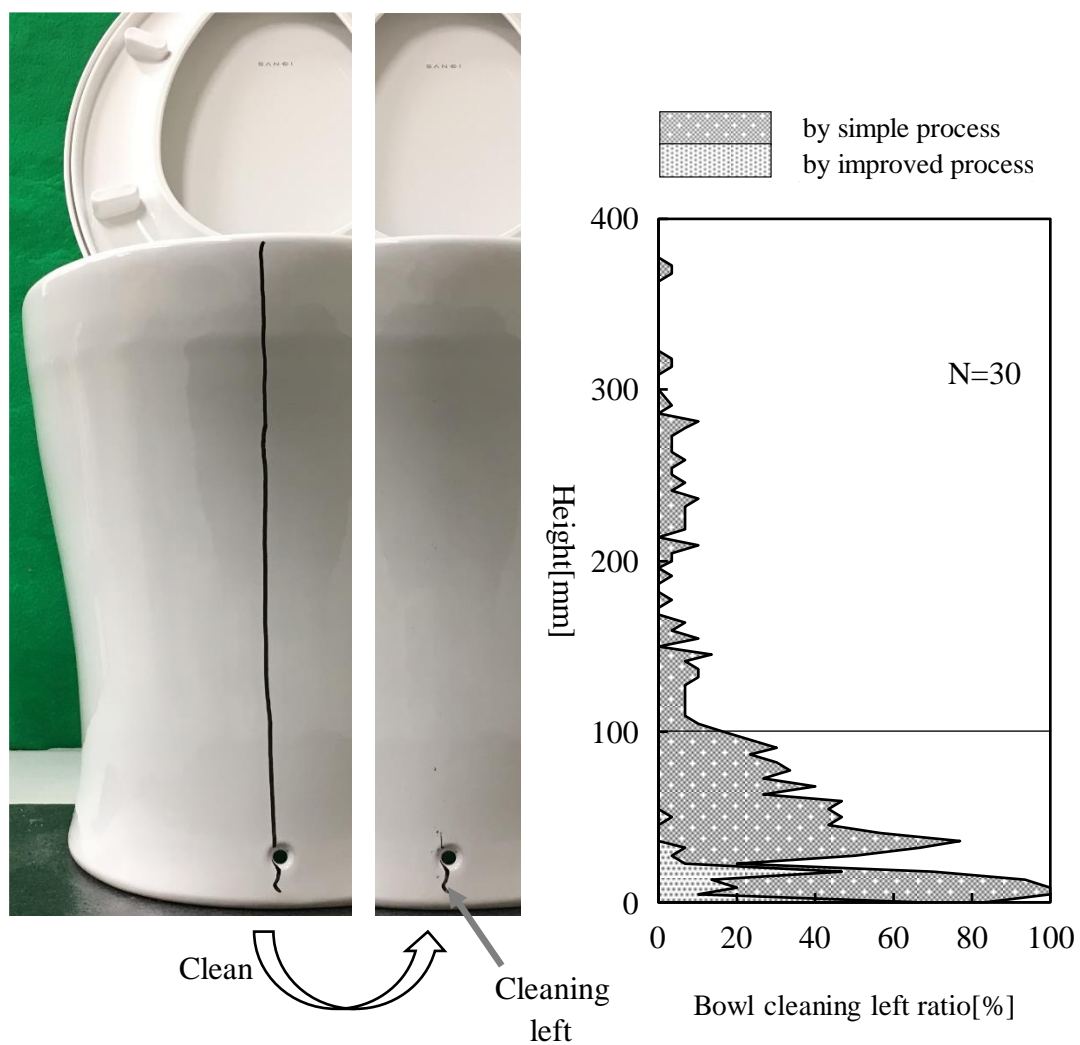 SANEI
SANEI
by simple process
by improved process
400
300
200
100
0
N=30
Height[mm]
0 20 40 60 80 100
Bowl cleaning left ratio[%]
Clean
Cleaning
left